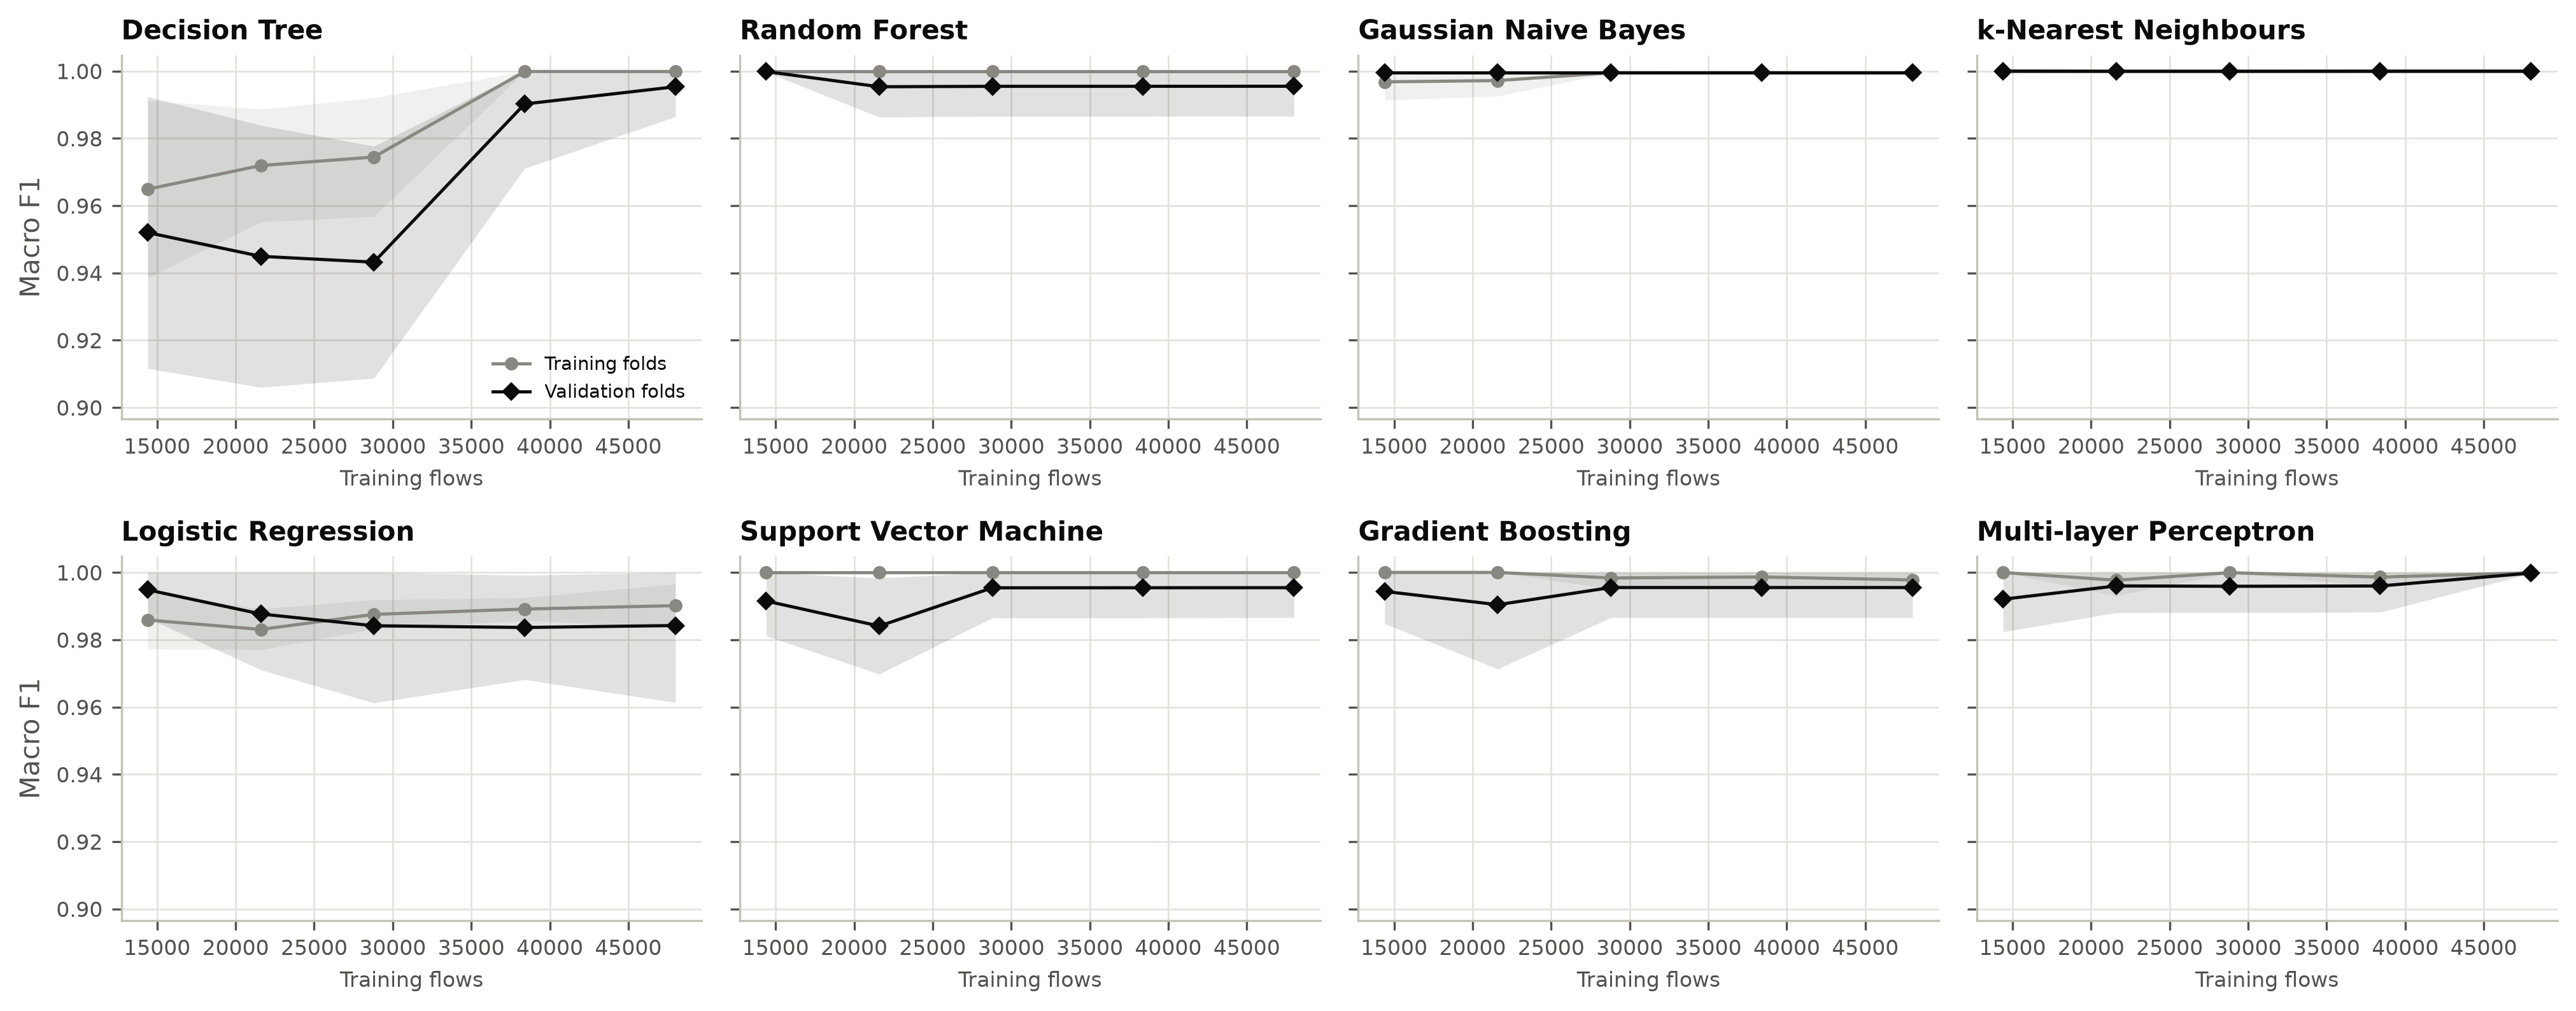 Decision Tree
Random Forest
Gaussian Naive Bayes
k-Nearest Neighbours
Macro F1
1.00
0.98
0.96
0.94
0.92
0.90
Training folds
Validation folds
15000 20000 25000 30000 35000 40000 45000
15000 20000 25000 30000 35000 40000 45000
15000 20000 25000 30000 35000 40000 45000
15000 20000 25000 30000 35000 40000 45000
Training flows
Training flows
Training flows
Training flows
Logistic Regression
Support Vector Machine
Gradient Boosting
Multi-layer Perceptron
Macro F1
1.00
0.98
0.96
0.94
0.92
0.90
15000 20000 25000 30000 35000 40000 45000
15000 20000 25000 30000 35000 40000 45000
15000 20000 25000 30000 35000 40000 45000
15000 20000 25000 30000 35000 40000 45000
Training flows
Training flows
Training flows
Training flows